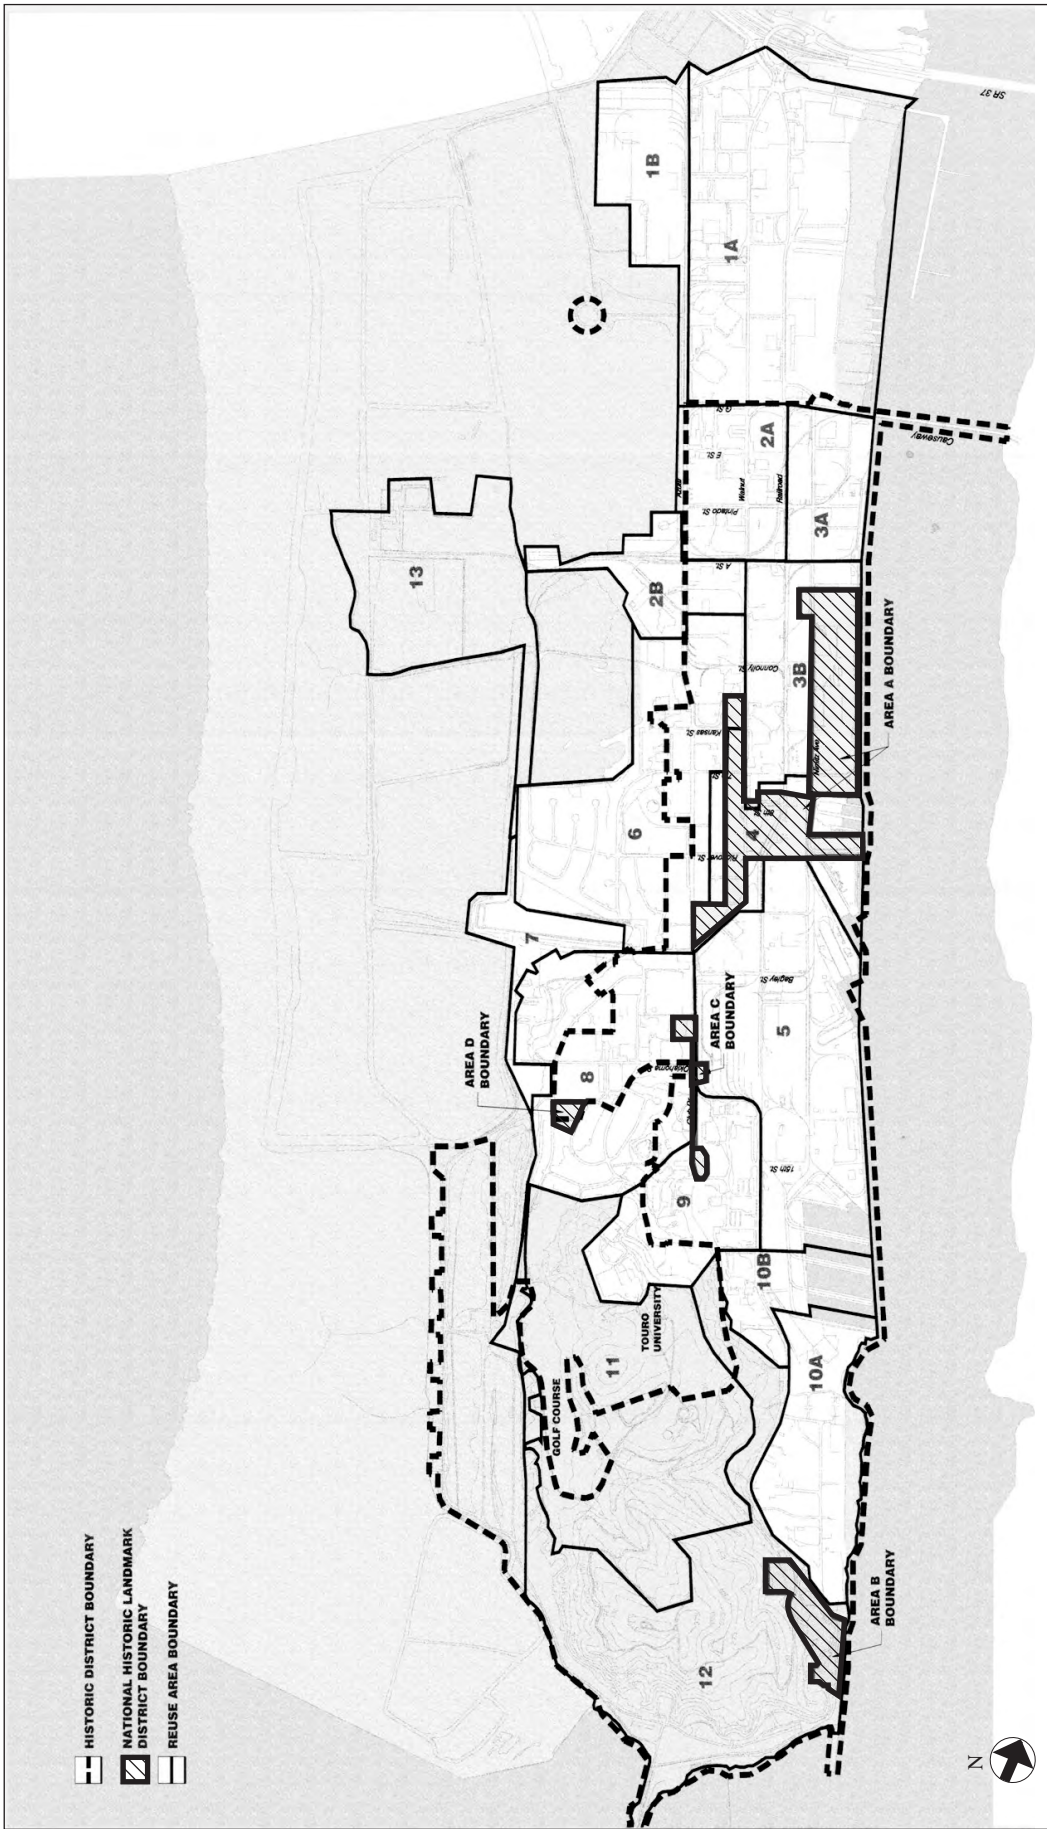 HISTORIC DISTRICT BOUNDARY
NATIONAL HISTORIC LANDMARK
DISTRICT BOUNDARY
REUSE AREA BOUNDARY
N
12
AREA B
BOUNDARY
GOLF COURSE
11
TOURO
UNIVERSITY
10A
10B
9
15th St.
AREA D
BOUNDARY
8
AREA C
BOUNDARY
5
Bagley St.
7
6
4
Kansas St.
Connolly St.
3B
AREA A BOUNDARY
13
2B
A St.
Pintado St.
E St.
G St.
Walnut
Railroad
2A
3A
Causeway
1A
1B
SR 37